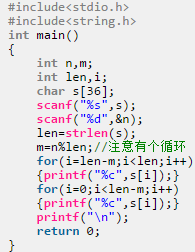 #include<stdio.h>
#include<string.h>
int main()
{
    int n,m;
    int len,i;
    char s[36];
    scanf("%s",s);
    scanf("%d",&n);
    len=strlen(s);
    m=n%len;//注意有个循环
    for(i=len-m;i<len;i++)
    {printf("%c",s[i]);}
    for(i=0;i<len-m;i++)
    {printf("%c",s[i]);}
    printf("\n");
    return 0;
}